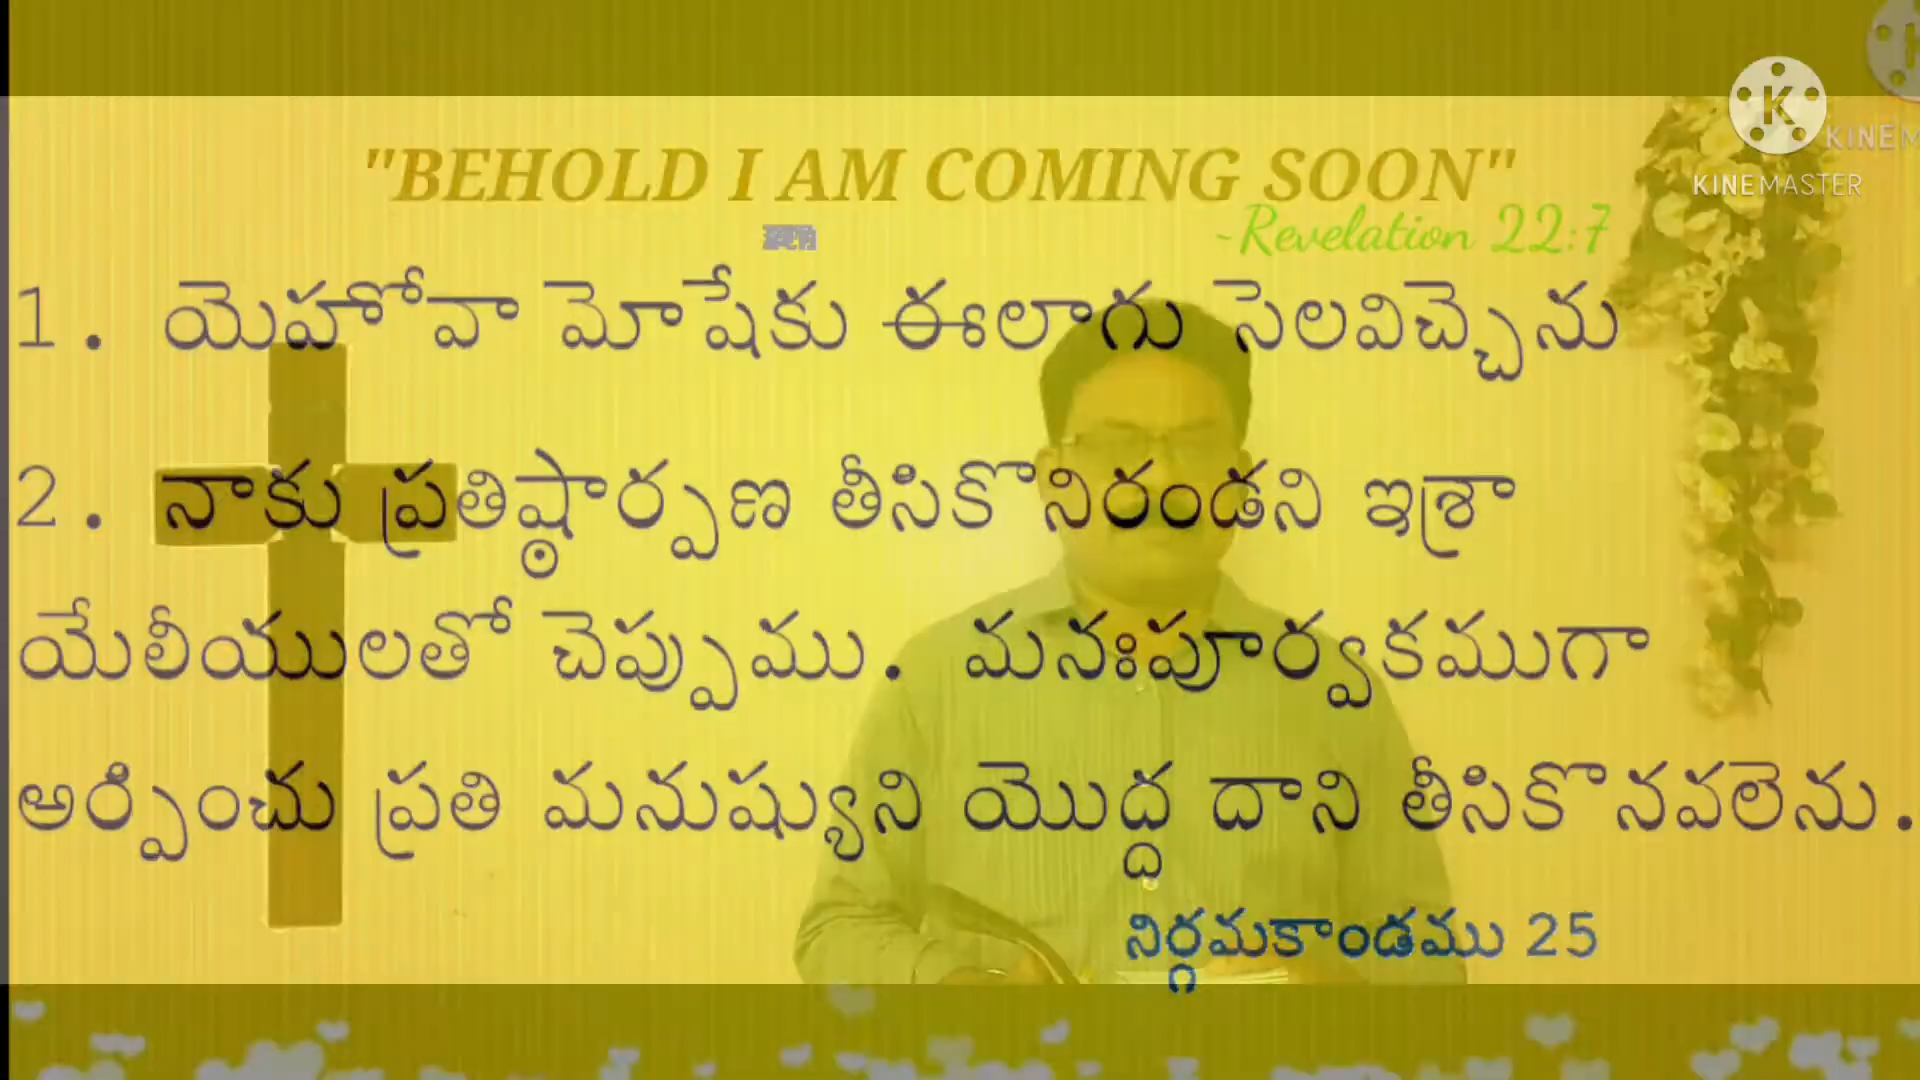 "BEHOLD I AM COMING SOON"
-Revelation 22:7
KINEMASTER
KINEM
1. యెహోవా మోషేకు ఈలాగు సెలవిచ్చెను
2. నాకు ప్రతిష్ఠార్పణ తీసికొనిరండని ఇశ్రా
యేలీయులతో చెప్పుము. మనఃపూర్వకముగా
అర్పించు ప్రతి మనుష్యుని యొద్ద దాని తీసికొనవలెను.
నిర్గమకాండము 25